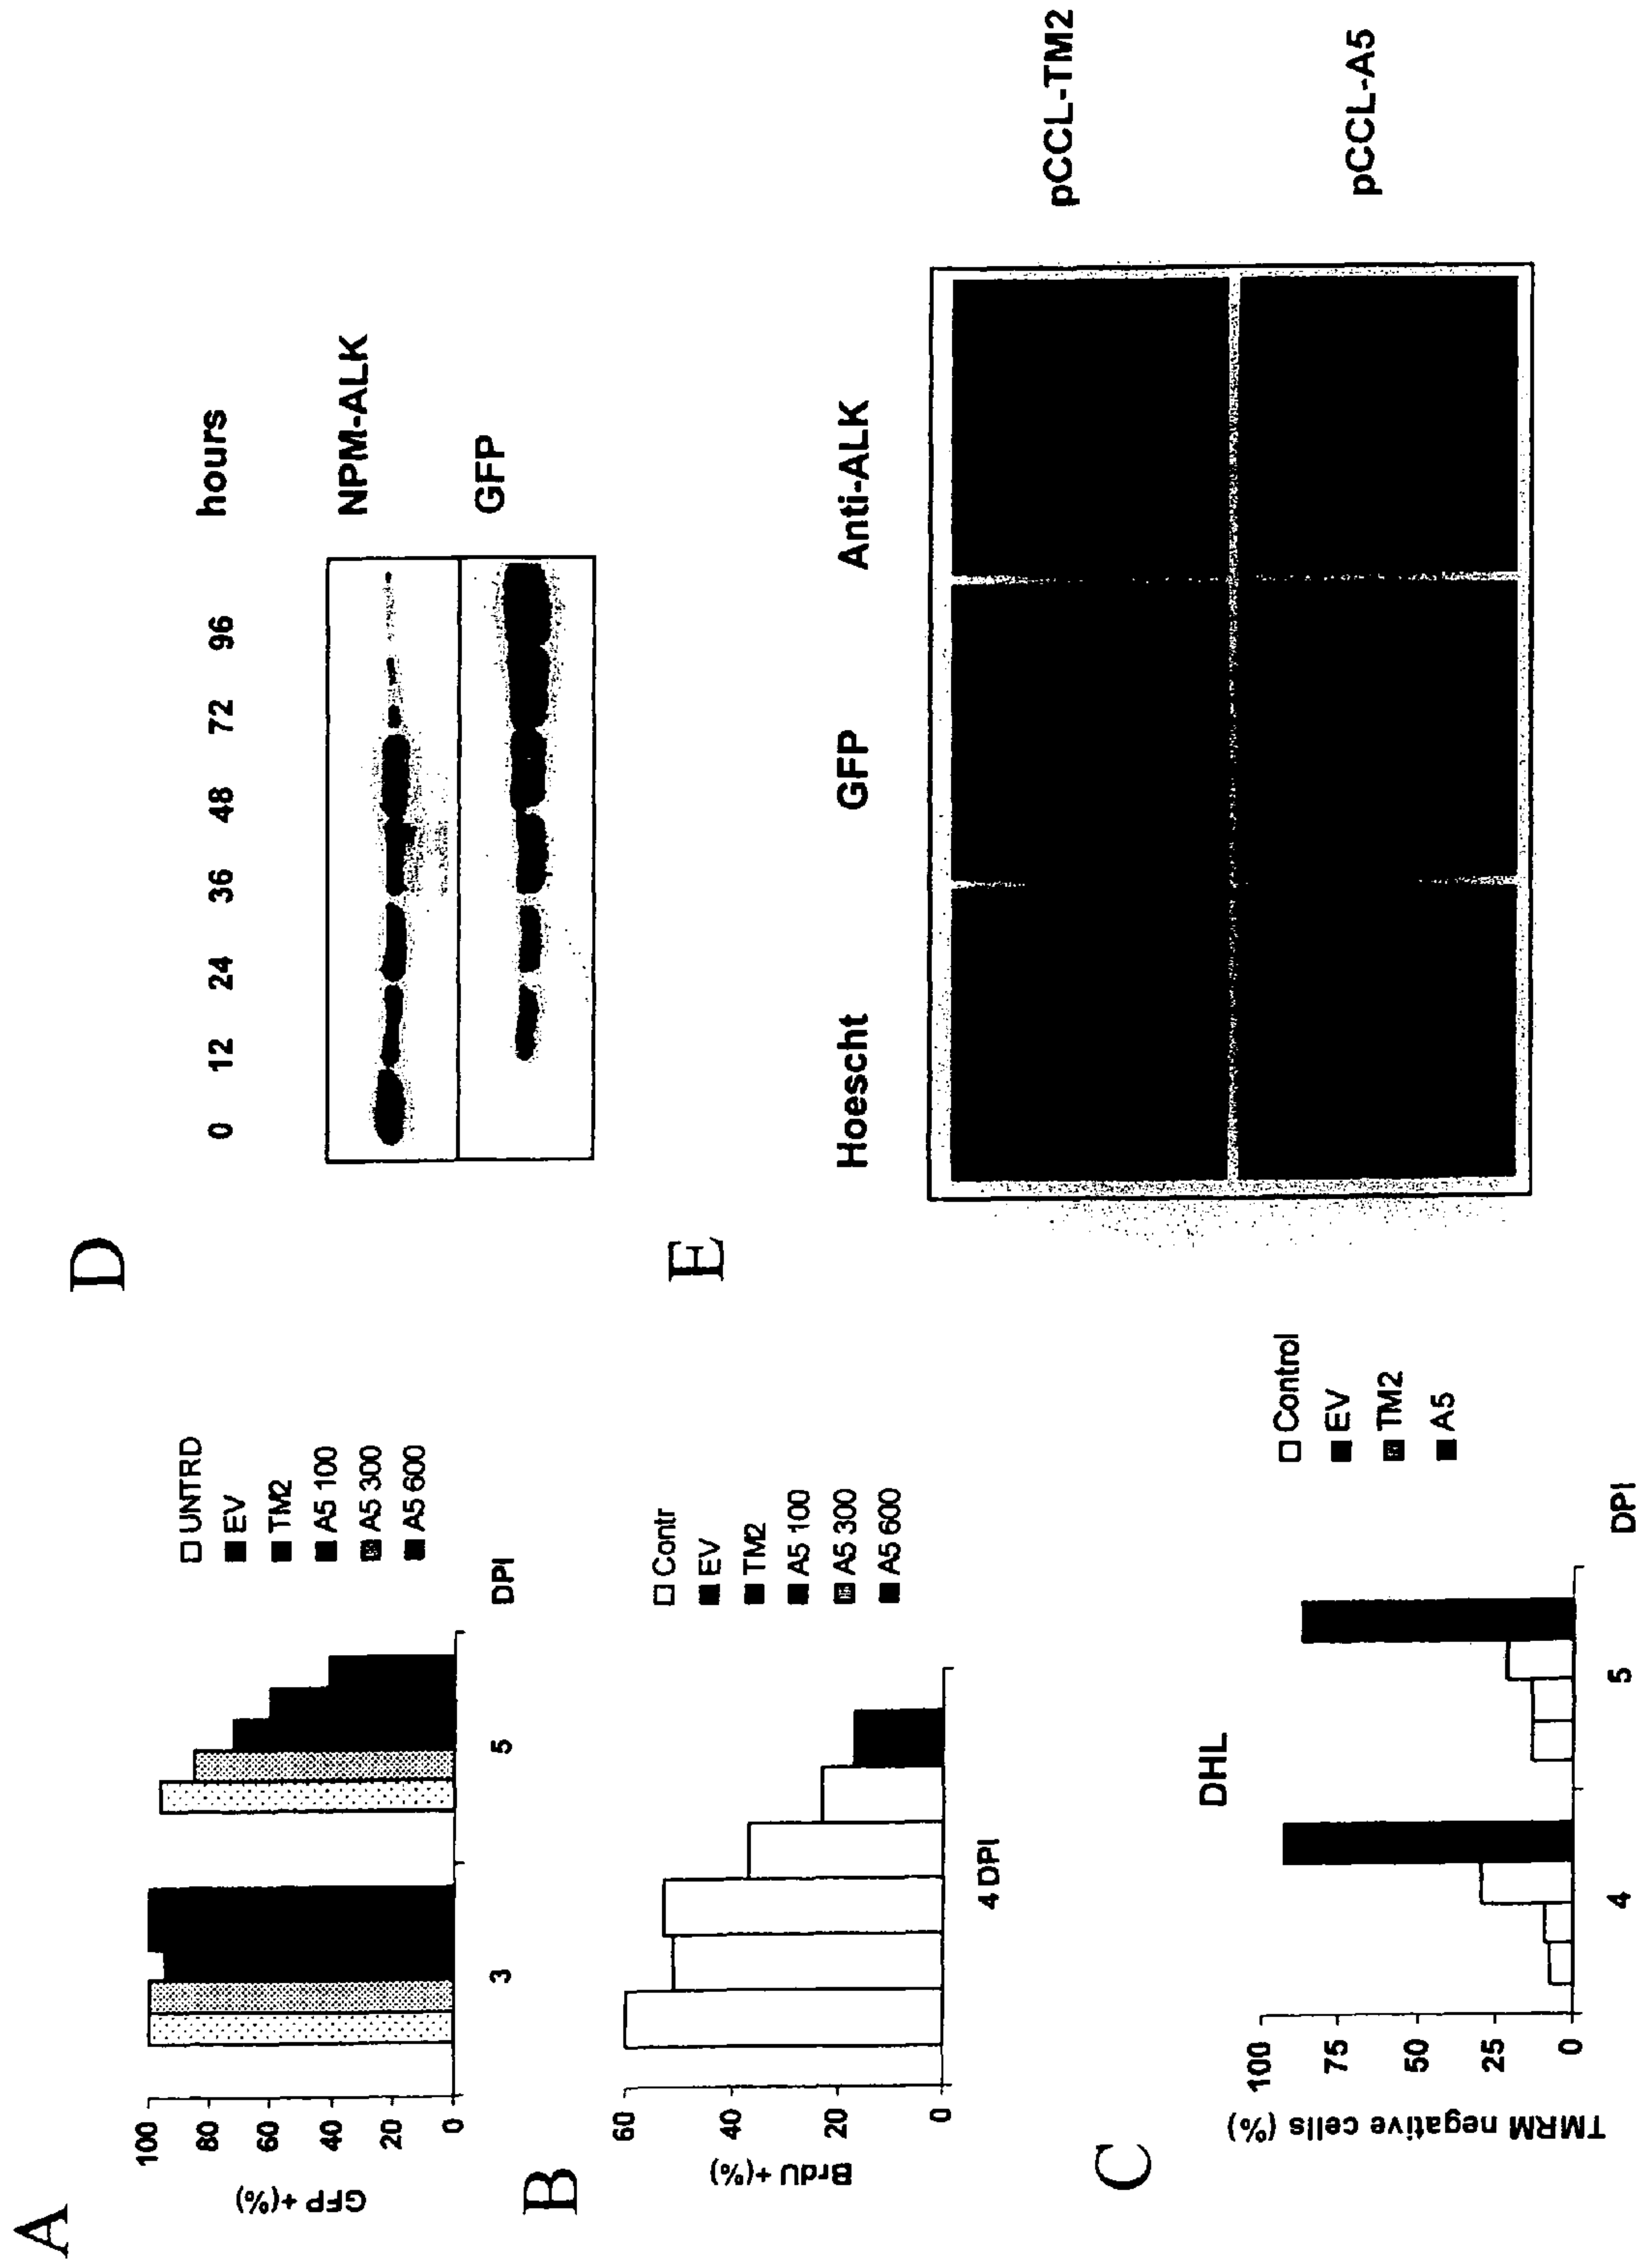 A
GFP +(%)
100
80
60
40
20
0
3
5
DPI
UNTRD
EV
TM2
A5 100
A5 300
A5 600
B
BrdU +(%)
60
40
20
0
4 DPI
Contr
EV
TM2
A5 100
A5 300
A5 600
C
DHL
TMRM negative cells (%)
100
75
50
25
0
4
5
DPI
Control
EV
TM2
A5
D
0 12 24 36 48 72 96 hours
NPM-ALK
GFP
E
Hoescht GFP Anti-ALK
pCCL-TM2
pCCL-A5